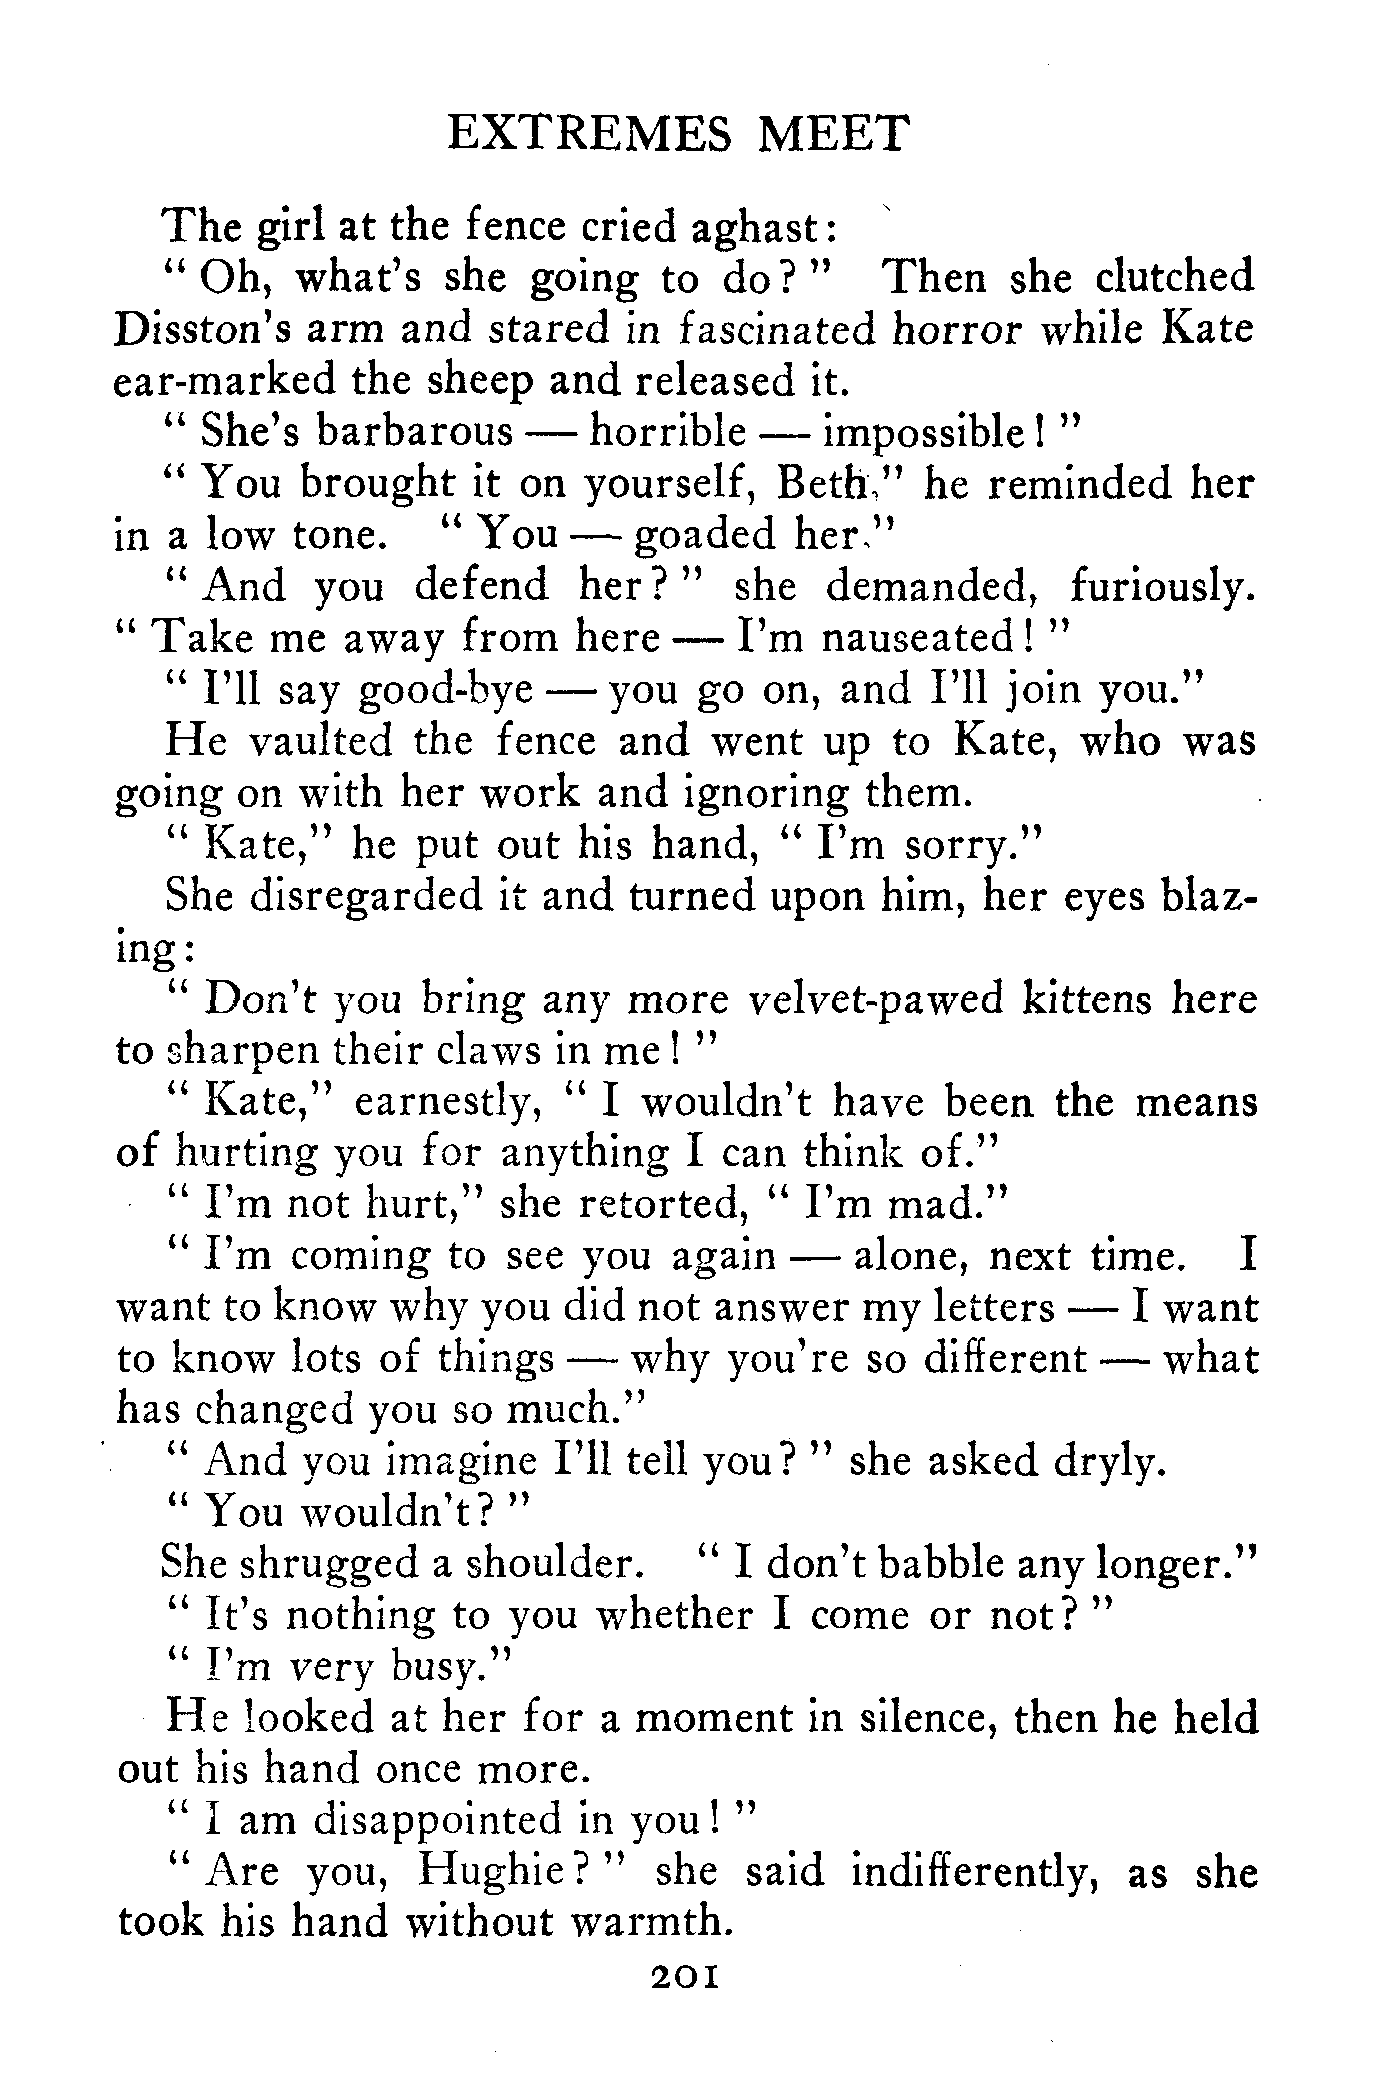 EXTREMES MEET
The girl at the fence cried aghast:
" Oh, what's she going to do? " Then she clutched
Disston's arm and stared in fascinated horror while Kate
ear-marked the sheep and released it.
" She's barbarous — horrible — impossible! "
" You brought it on yourself, Beth," he reminded her
in a low tone. " You — goaded her."
" And you defend her? " she demanded, furiously.
" Take me away from here — I'm nauseated! "
" I'll say good-bye — you go on, and I'll join you."
He vaulted the fence and went up to Kate, who was
going on with her work and ignoring them.
" Kate," he put out his hand, " I'm sorry."
She disregarded it and turned upon him, her eyes blaz-
ing:
" Don't you bring any more velvet-pawed kittens here
to sharpen their claws in me! "
" Kate," earnestly, " I wouldn't have been the means
of hurting you for anything I can think of."
" I'm not hurt," she retorted, " I'm mad."
" I'm coming to see you again — alone, next time. I
want to know why you did not answer my letters — I want
to know lots of things — why you're so different — what
has changed you so much."
" And you imagine I'll tell you? " she asked dryly.
" You wouldn't? "
She shrugged a shoulder. " I don't babble any longer."
" It's nothing to you whether I come or not? "
" I'm very busy."
He looked at her for a moment in silence, then he held
out his hand once more.
" I am disappointed in you! "
" Are you, Hughie? " she said indifferently, as she
took his hand without warmth.
201